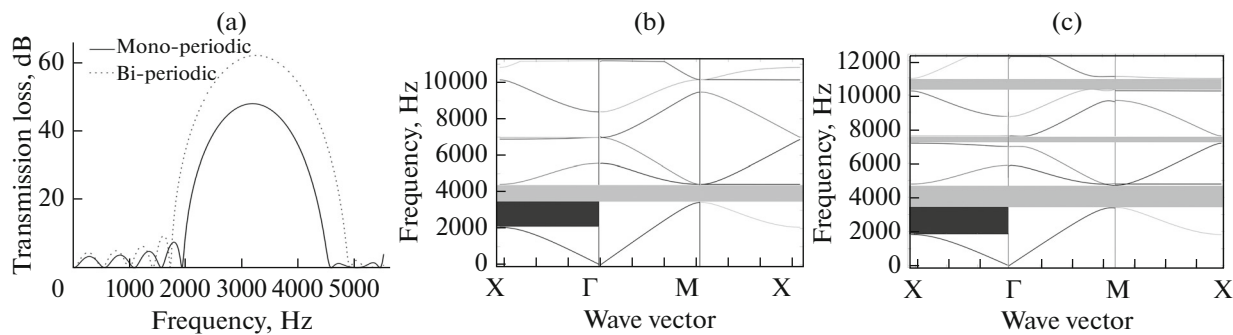 (a)
Mono-periodic
Bi-periodic
60
40
20
0
1000 2000 3000 4000 5000
Transmission loss, dB
Frequency, Hz
(b)
10000
8000
6000
4000
2000
0
Frequency, Hz
X Γ M X
Wave vector
(c)
12000
10000
8000
6000
4000
2000
0
Frequency, Hz
X Γ M X
Wave vector